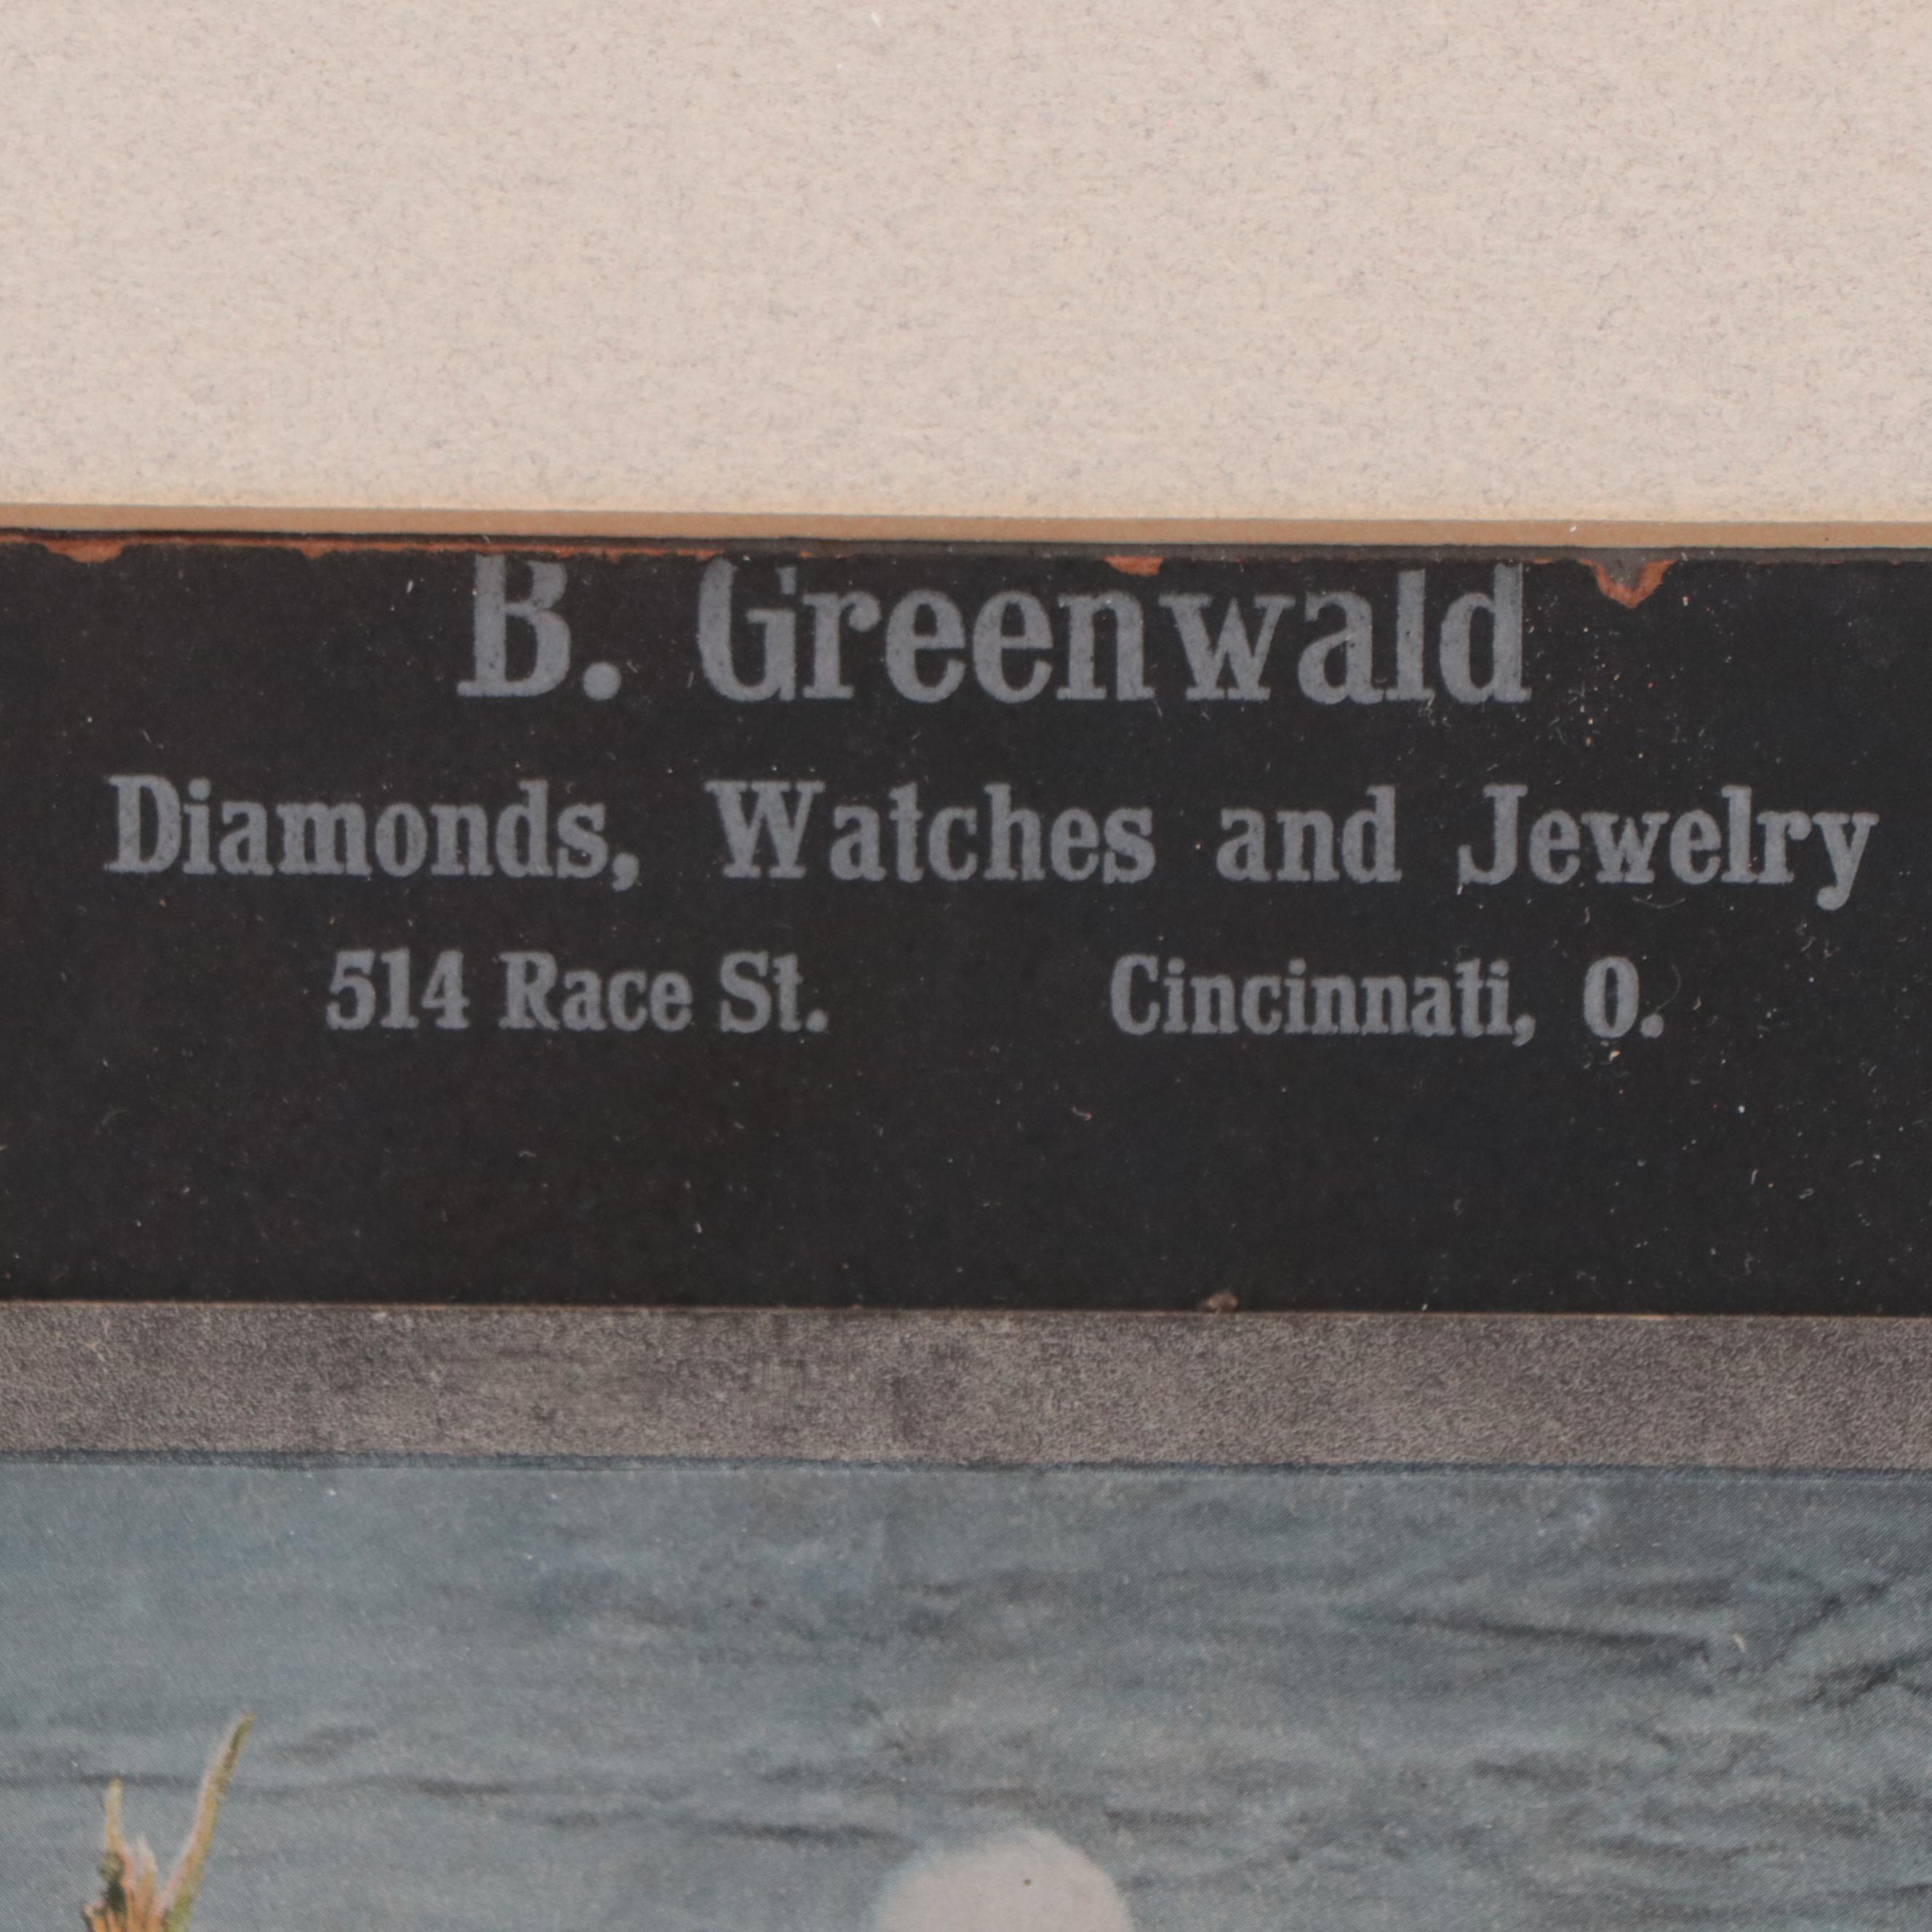 B. Greenwald
Diamonds, Watches and Jewelry
514 Race St. Cincinnati, O.